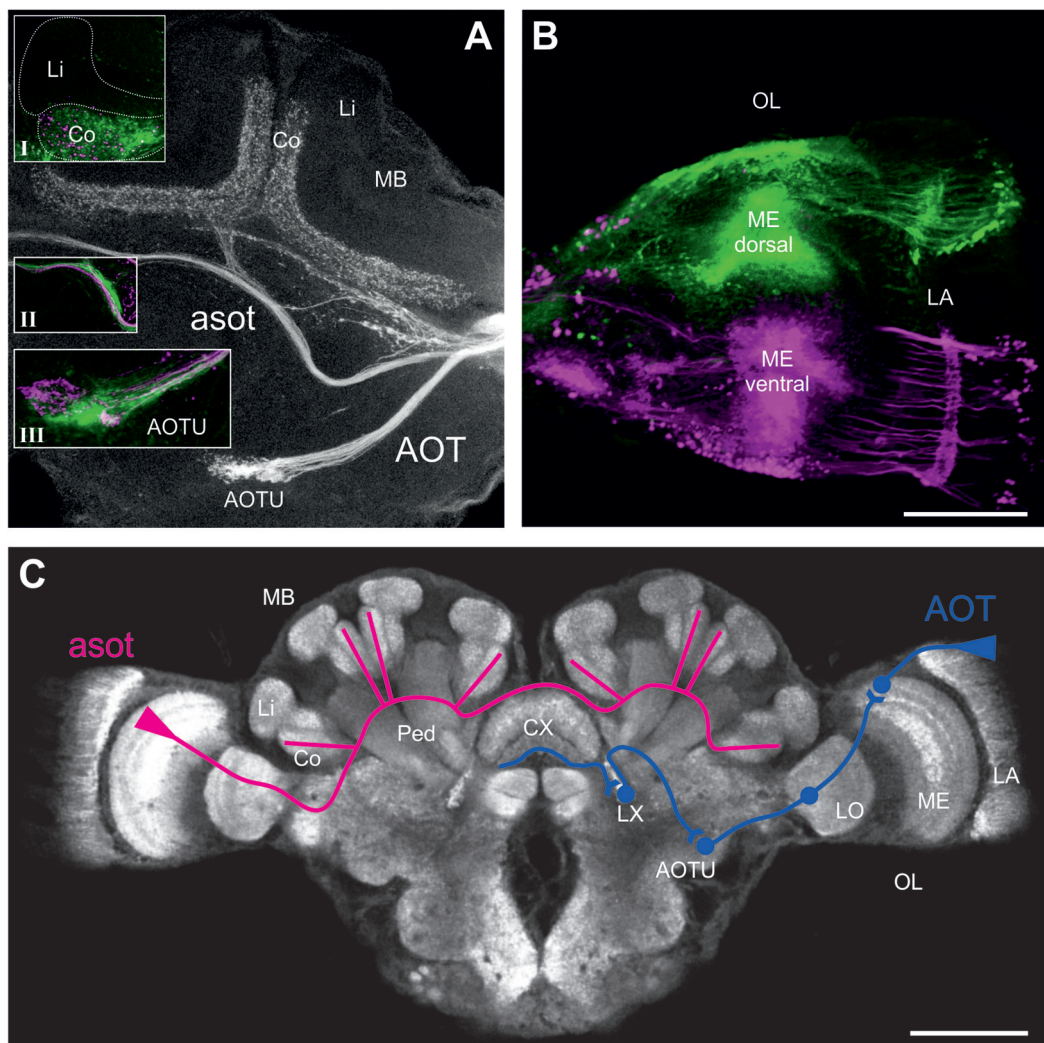 A
Li
Co
I
Li
Co
MB
II
asot
III
AOTU
AOT
AOTU
B
OL
ME
dorsal
LA
ME
ventral
C
MB
asot
AOT
Li
Ped
CX
Co
LA
LX
LO
ME
AOTU
OL